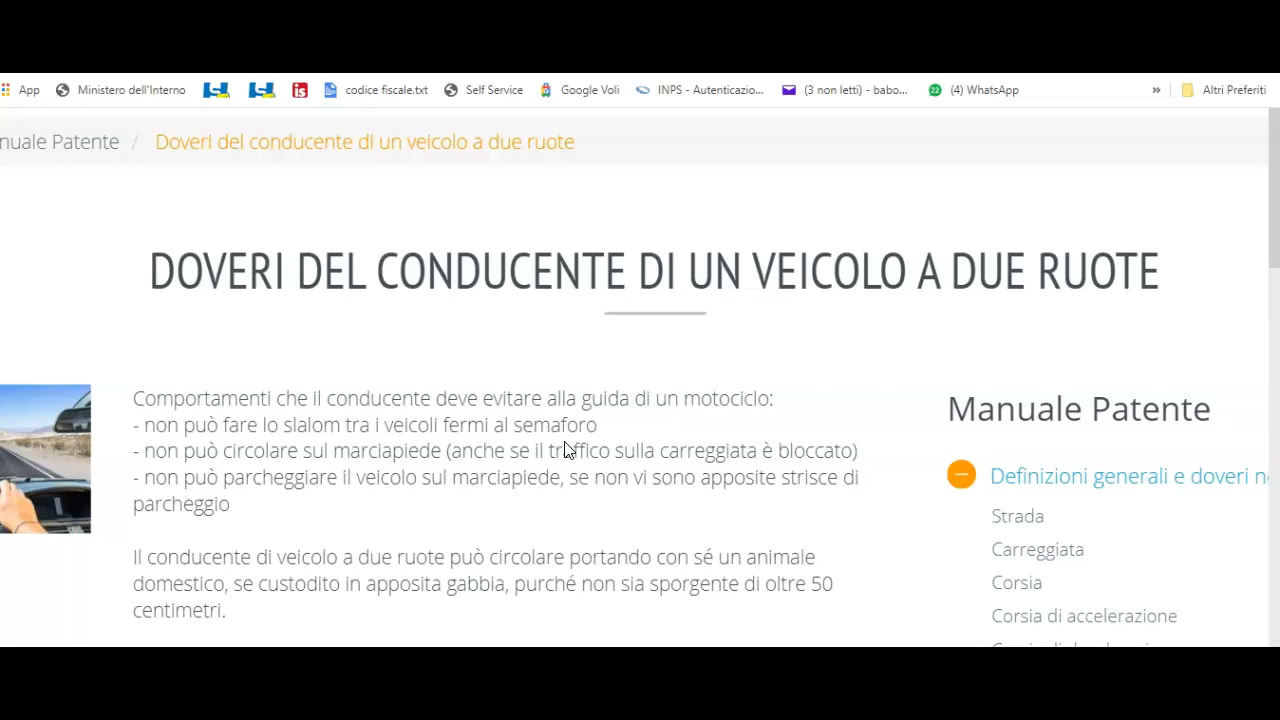 App Ministero dell'Interno is codice fiscale.txt Self Service Google Voli INPS - Autenticazio... (3 non letti) - babo... 22 (4) WhatsApp » Altri Preferiti
nuale Patente / Doveri del conducente di un veicolo a due ruote
DOVERI DEL CONDUCENTE DI UN VEICOLO A DUE RUOTE
Comportamenti che il conducente deve evitare alla guida di un motociclo:
- non può fare lo slalom tra i veicoli fermi al semaforo
- non può circolare sul marciapiede (anche se il traffico sulla carreggiata è bloccato)
- non può parcheggiare il veicolo sul marciapiede, se non vi sono apposite strisce di
parcheggio
Il conducente di veicolo a due ruote può circolare portando con sé un animale
domestico, se custodito in apposita gabbia, purché non sia sporgente di oltre 50
centimetri.
Manuale Patente
Definizioni generali e doveri n
Strada
Carreggiata
Corsia
Corsia di accelerazione